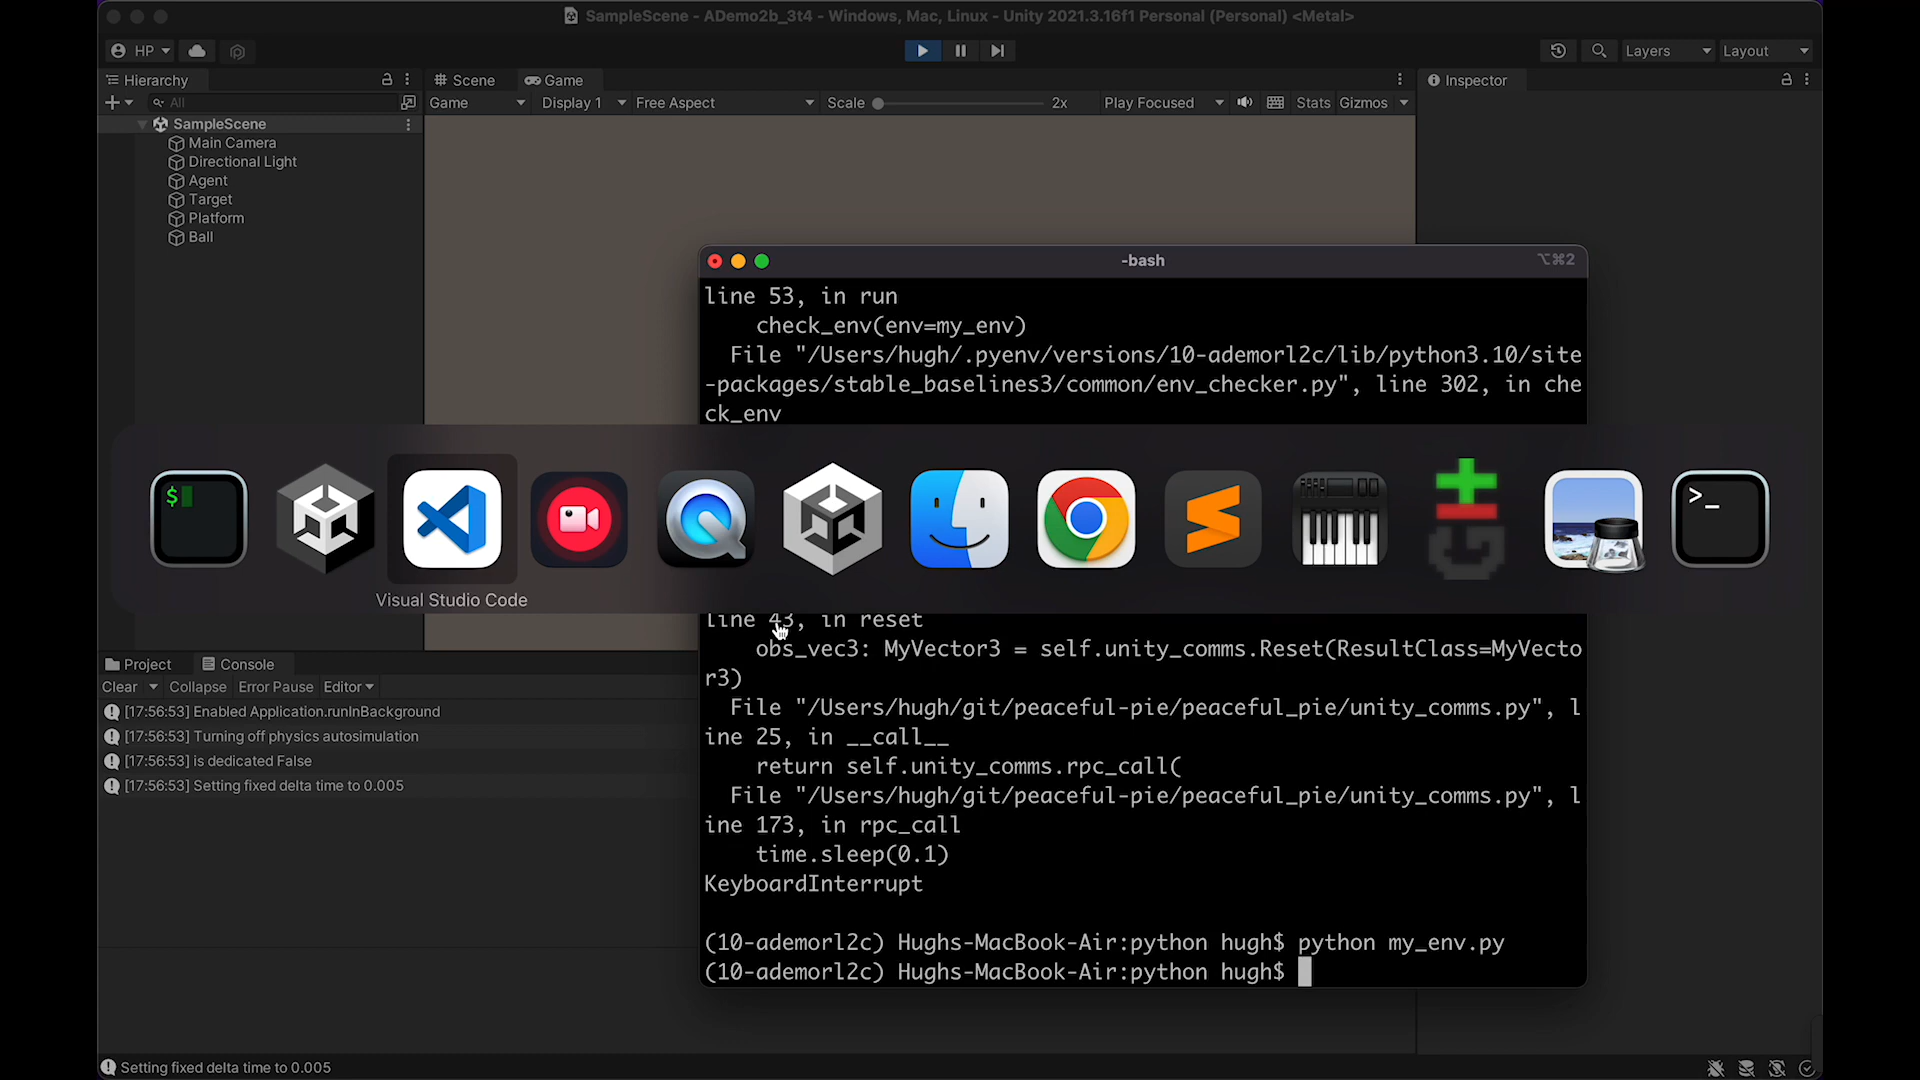 SampleScene - ADemo2b_3t4 - Windows, Mac, Linux - Unity 2021.3.16f1 Personal (Personal) <Metal>
HP
Layers
Layout
Hierarchy
Scene
Game
Inspector
All
Game
Display 1
Free Aspect
Scale
2x
Play Focused
Stats
Gizmos
SampleScene
Main Camera
Directional Light
Agent
Target
Platform
Ball
-bash
⌥⌘2
line 53, in run
check_env(env=my_env)
File "/Users/hugh/.pyenv/versions/10-ademorl2c/lib/python3.10/site
-packages/stable_baselines3/common/env_checker.py", line 302, in che
ck_env
$
>_
Visual Studio Code
line 43, in reset
obs_vec3: MyVector3 = self.unity_comms.Reset(ResultClass=MyVecto
r3)
File "/Users/hugh/git/peaceful-pie/peaceful_pie/unity_comms.py", l
ine 25, in __call__
return self.unity_comms.rpc_call(
File "/Users/hugh/git/peaceful-pie/peaceful_pie/unity_comms.py", l
ine 173, in rpc_call
time.sleep(0.1)
KeyboardInterrupt
(10-ademorl2c) Hughs-MacBook-Air:python hugh$ python my_env.py
(10-ademorl2c) Hughs-MacBook-Air:python hugh$
Project
Console
Clear
Collapse
Error Pause
Editor
[17:56:53] Enabled Application.runInBackground
[17:56:53] Turning off physics autosimulation
[17:56:53] is dedicated False
[17:56:53] Setting fixed delta time to 0.005
Setting fixed delta time to 0.005